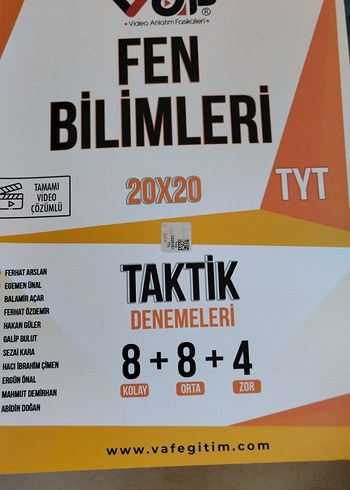 Video Anlatım Fasikülleri
FEN
BİLİMLERİ
20X20
TYT
TAMAMI
VIDEO
ÇÖZÜMLÜ
TAKTİK
DENEMELERİ
8 + 8 + 4
KOLAY ORTA ZOR
FERHAT ARSLAN
EGEMEN ÜNAL
BALAMİR AÇAR
FERHAT ÖZDEMİR
HAKAN GÜLER
GALİP BULUT
SEZAİ KARA
HACI İBRAHİM ÇİMEN
ERGÜN ÖNAL
MAHMUT DEMİRHAN
ABİDİN DOĞAN
www.vafegitim.com